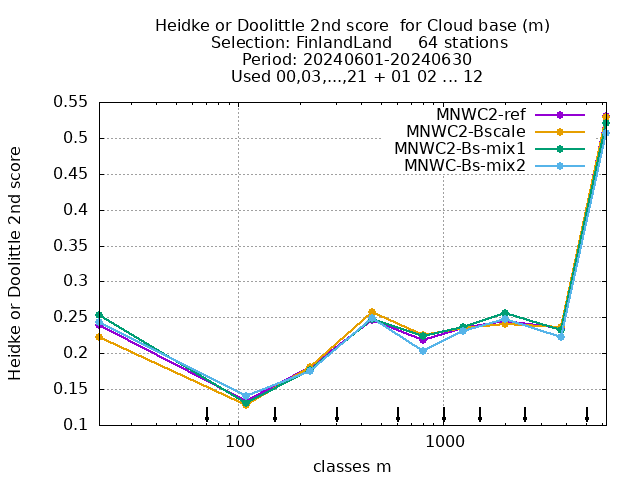 Heidke or Doolittle 2nd score  for Cloud base (m)
Selection: FinlandLand     64 stations
Period: 20240601-20240630
Used 00,03,...,21 + 01 02 ... 12
MNWC2-ref
MNWC2-Bscale
MNWC2-Bs-mix1
MNWC-Bs-mix2
Heidke or Doolittle 2nd score
0.55
0.5
0.45
0.4
0.35
0.3
0.25
0.2
0.15
0.1
100
1000
classes m